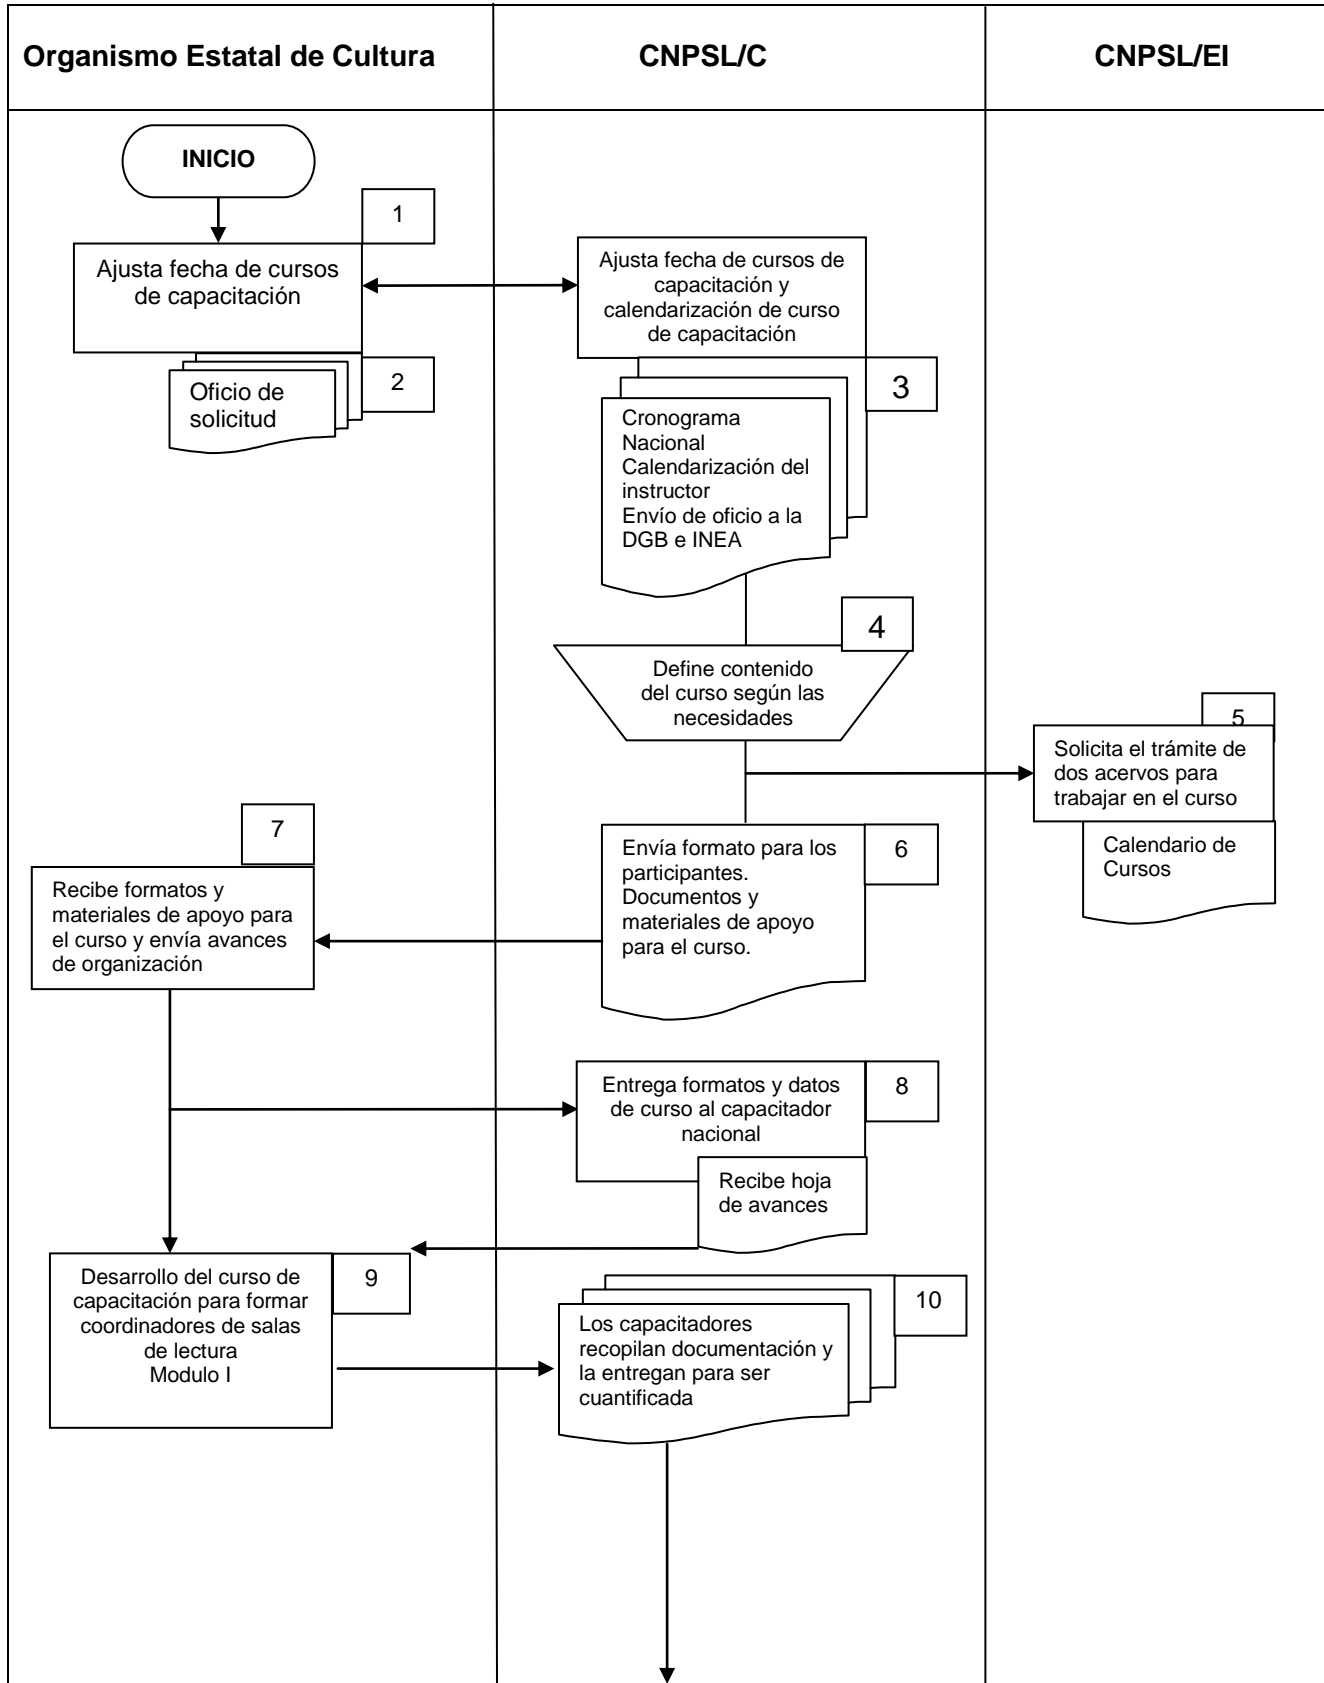 Organismo Estatal de Cultura
CNPSL/C
CNPSL/EI
INICIO
1
Ajusta fecha de cursos
de capacitación
2
Oficio de
solicitud
Ajusta fecha de cursos de
capacitación y
calendarización de curso
de capacitación
3
Cronograma
Nacional
Calendarización del
instructor
Envío de oficio a la
DGB e INEA
4
Define contenido
del curso según las
necesidades
5
Solicita el trámite de
dos acervos para
trabajar en el curso
Calendario de
Cursos
6
Envía formato para los
participantes.
Documentos y
materiales de apoyo
para el curso.
7
Recibe formatos y
materiales de apoyo para
el curso y envía avances
de organización
8
Entrega formatos y datos
de curso al capacitador
nacional
Recibe hoja
de avances
9
Desarrollo del curso de
capacitación para formar
coordinadores de salas
de lectura
Modulo I
10
Los capacitadores
recopilan documentación y
la entregan para ser
cuantificada